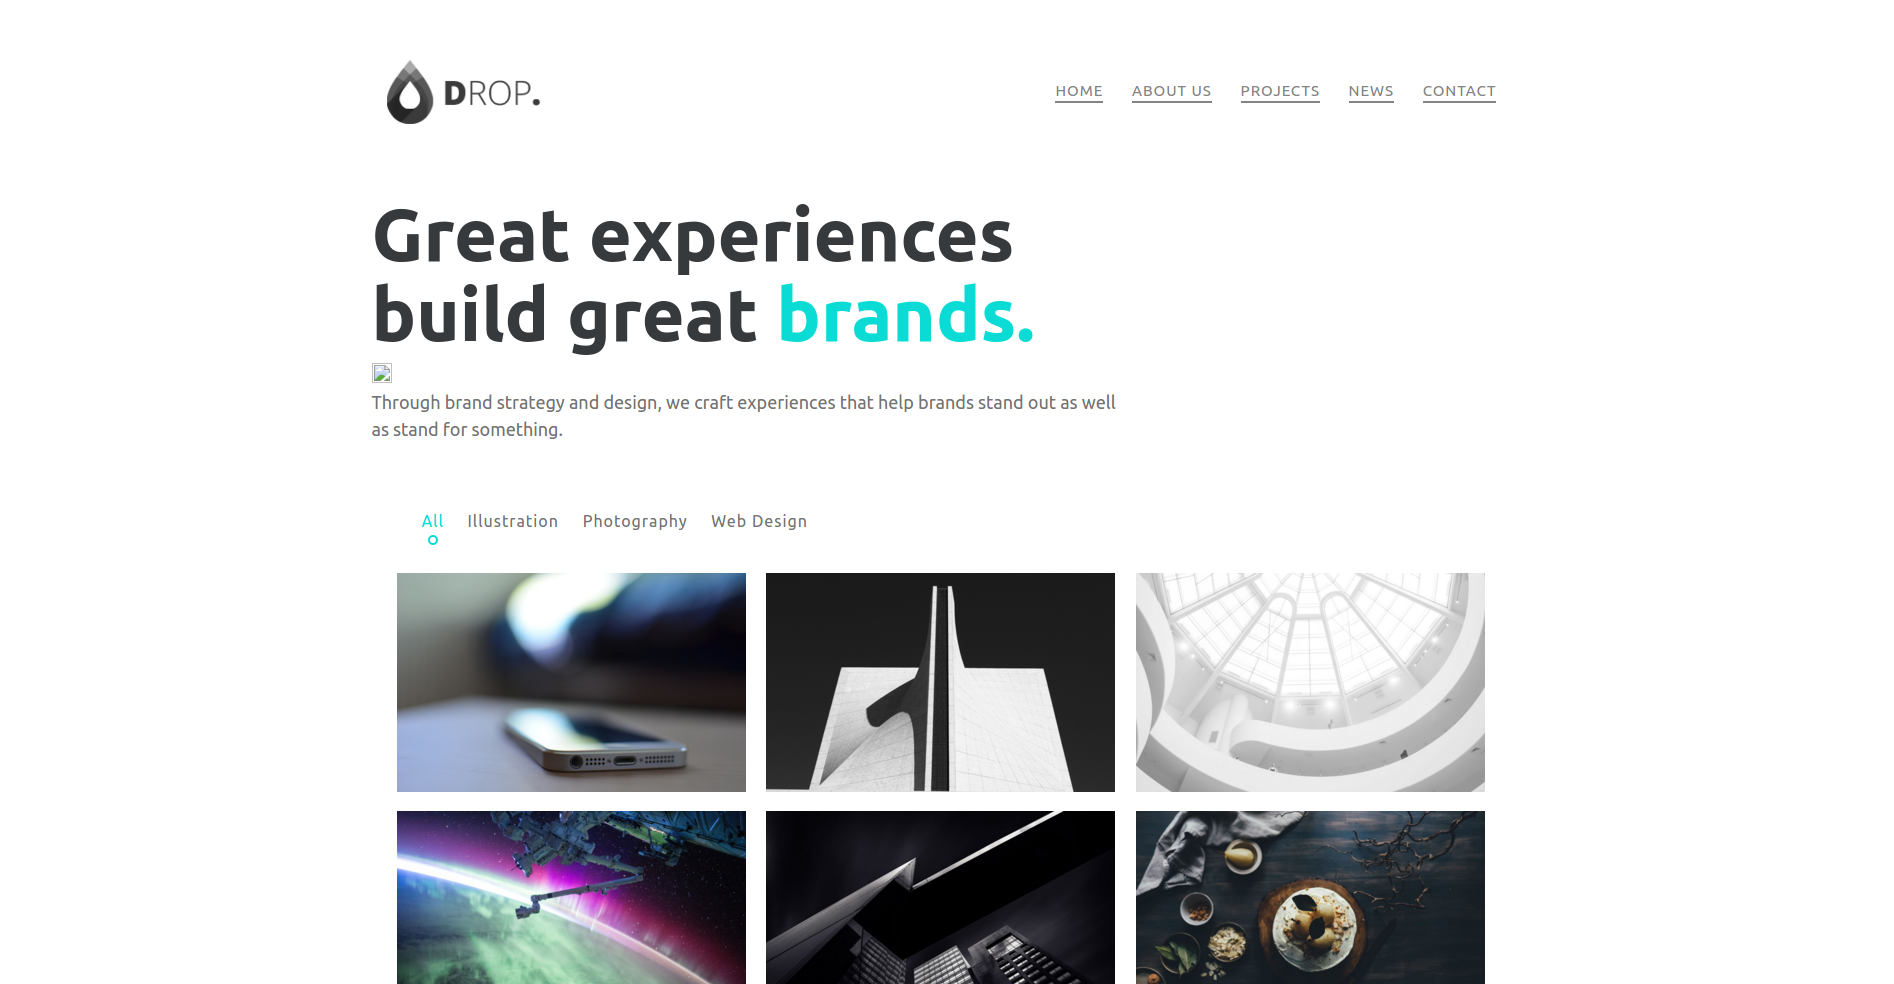 DROP.
HOME ABOUT US PROJECTS NEWS CONTACT
Great experiences
build great brands.
Through brand strategy and design, we craft experiences that help brands stand out as well
as stand for something.
All Illustration Photography Web Design